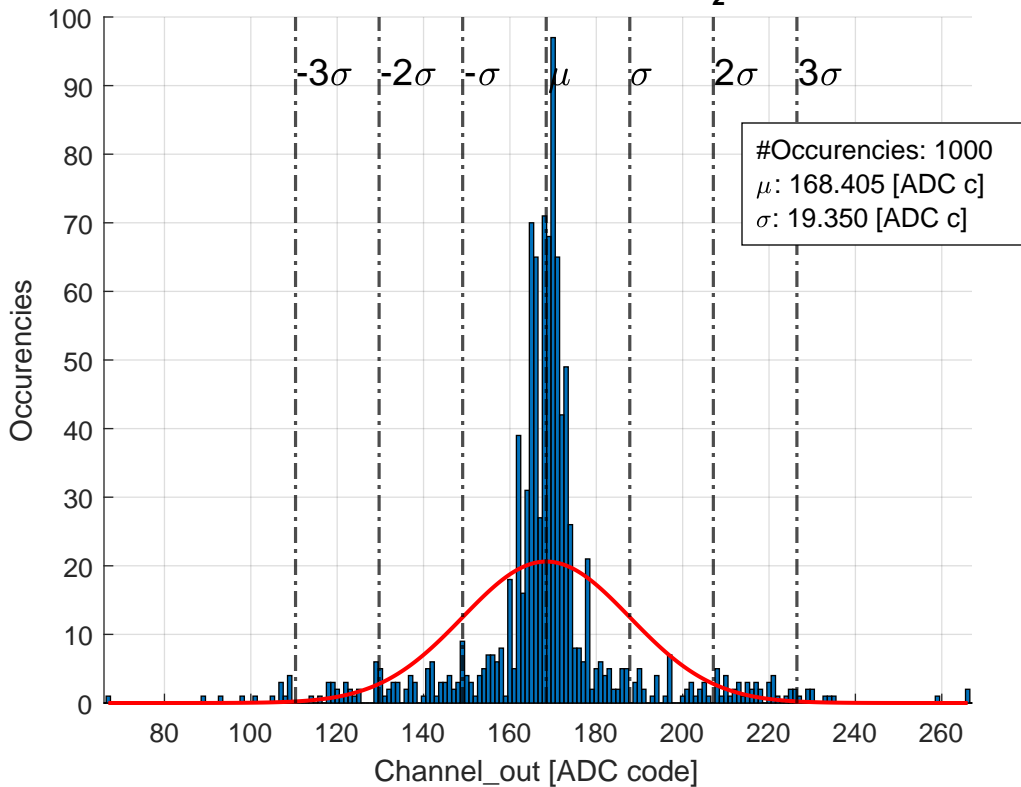 2
100
90
80
70
60
50
40
30
20
10
0
-3σ -2σ -σ μ σ 2σ 3σ
#Occurencies: 1000
μ: 168.405 [ADC c]
σ: 19.350 [ADC c]
Occurencies
80 100 120 140 160 180 200 220 240 260
Channel_out [ADC code]